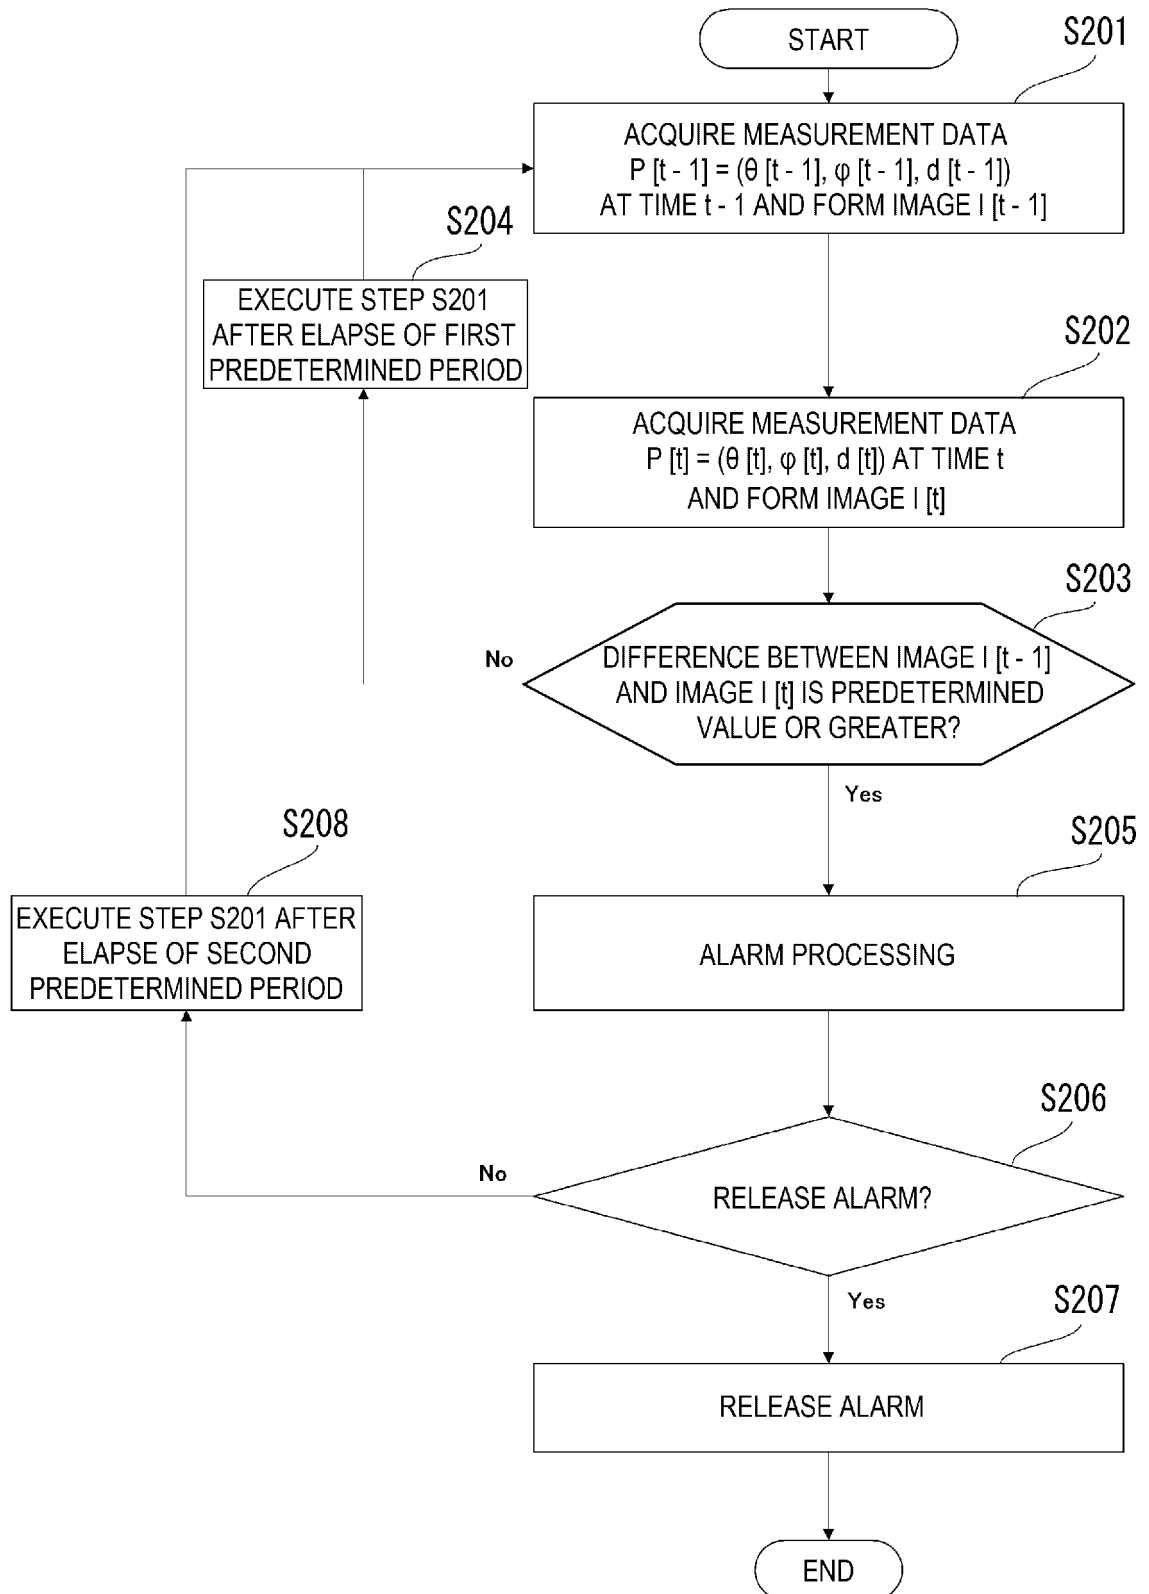 START
S201
ACQUIRE MEASUREMENT DATA
P [t - 1] = (θ [t - 1], φ [t - 1], d [t - 1])
AT TIME t - 1 AND FORM IMAGE I [t - 1]
S204
EXECUTE STEP S201
AFTER ELAPSE OF FIRST
PREDETERMINED PERIOD
S202
ACQUIRE MEASUREMENT DATA
P [t] = (θ [t], φ [t], d [t]) AT TIME t
AND FORM IMAGE I [t]
S203
No
DIFFERENCE BETWEEN IMAGE I [t - 1]
AND IMAGE I [t] IS PREDETERMINED
VALUE OR GREATER?
Yes
S208
EXECUTE STEP S201 AFTER
ELAPSE OF SECOND
PREDETERMINED PERIOD
S205
ALARM PROCESSING
S206
No
RELEASE ALARM?
Yes
S207
RELEASE ALARM
END